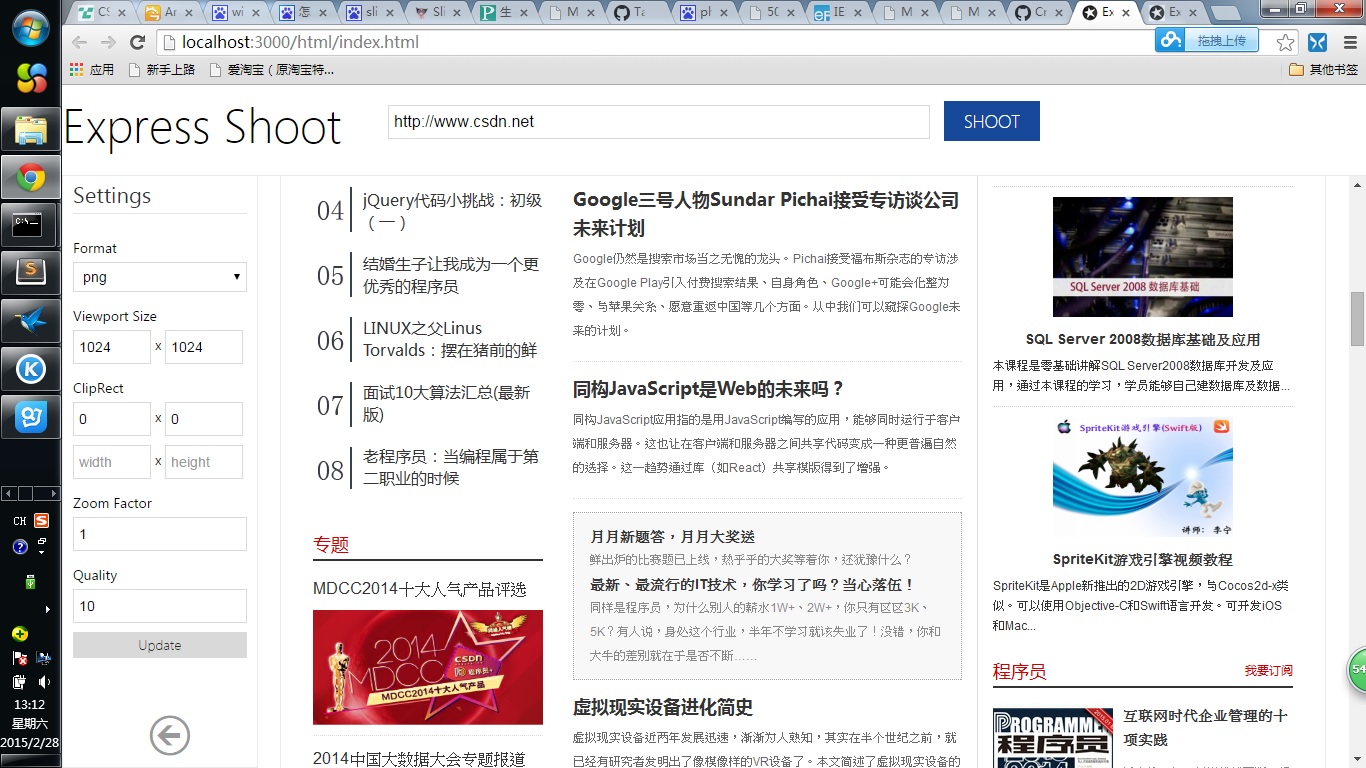 localhost:3000/html/index.html
拖拽上传
应用
新手上路
爱淘宝（原淘宝特...
其他书签
Express Shoot
http://www.csdn.net
SHOOT
Settings
Format
png
Viewport Size
1024 x 1024
ClipRect
0 x 0
width x height
Zoom Factor
1
Quality
10
Update
04
jQuery代码小挑战：初级
（一）
05
结婚生子让我成为一个更
优秀的程序员
06
LINUX之父Linus
Torvalds：摆在猪前的鲜
07
面试10大算法汇总(最新
版)
08
老程序员：当编程属于第
二职业的时候
专题
MDCC2014十大人气产品评选
2014
MDCC
csdn
MDCC2014十大人气产品
2014中国大数据大会专题报道
Google三号人物Sundar Pichai接受专访谈公司
未来计划
Google仍然是搜索市场当之无愧的龙头。Pichai接受福布斯杂志的专访涉
及在Google Play引入付费搜索结果、自身角色、Google+可能会化整为
零、与苹果关系、愿意重返中国等几个方面。从中我们可以窥探Google未
来的计划。
同构JavaScript是Web的未来吗？
同构JavaScript应用指的是用JavaScript编写的应用，能够同时运行于客户
端和服务器。这也让在客户端和服务器之间共享代码变成一种更普遍自然
的选择。这一趋势通过库（如React）共享模版得到了增强。
月月新题答，月月大奖送
鲜出炉的比赛题已上线，热乎乎的大奖等着你，还犹豫什么？
最新、最流行的IT技术，你学习了吗？当心落伍！
同样是程序员，为什么别人的薪水1W+、2W+，你只有区区3K、
5K？有人说，身处这个行业，半年不学习就该失业了！没错，你和
大牛的差别就在于是否不断……
虚拟现实设备进化简史
虚拟现实设备近两年发展迅速，渐渐为人熟知，其实在半个世纪之前，就
已经有研究者发明出了像模像样的VR设备了。本文简述了虚拟现实设备的
SQL Server 2008 数据库基础
SQL Server 2008数据库基础及应用
本课程是零基础讲解SQL Server2008数据库开发及应
用，通过本课程的学习，学员能够自己建数据库及数据...
SpriteKit游戏引擎(Swift版)
讲师：李宁
SpriteKit游戏引擎视频教程
SpriteKit是Apple新推出的2D游戏引擎，与Cocos2d-x类
似。可以使用Objective-C和Swift语言开发。可开发iOS
和Mac...
程序员
我要订阅
PROGRAMME
程序员
互联网时代企业管理的十
项实践
54
CH
13:12
星期六
2015/2/28